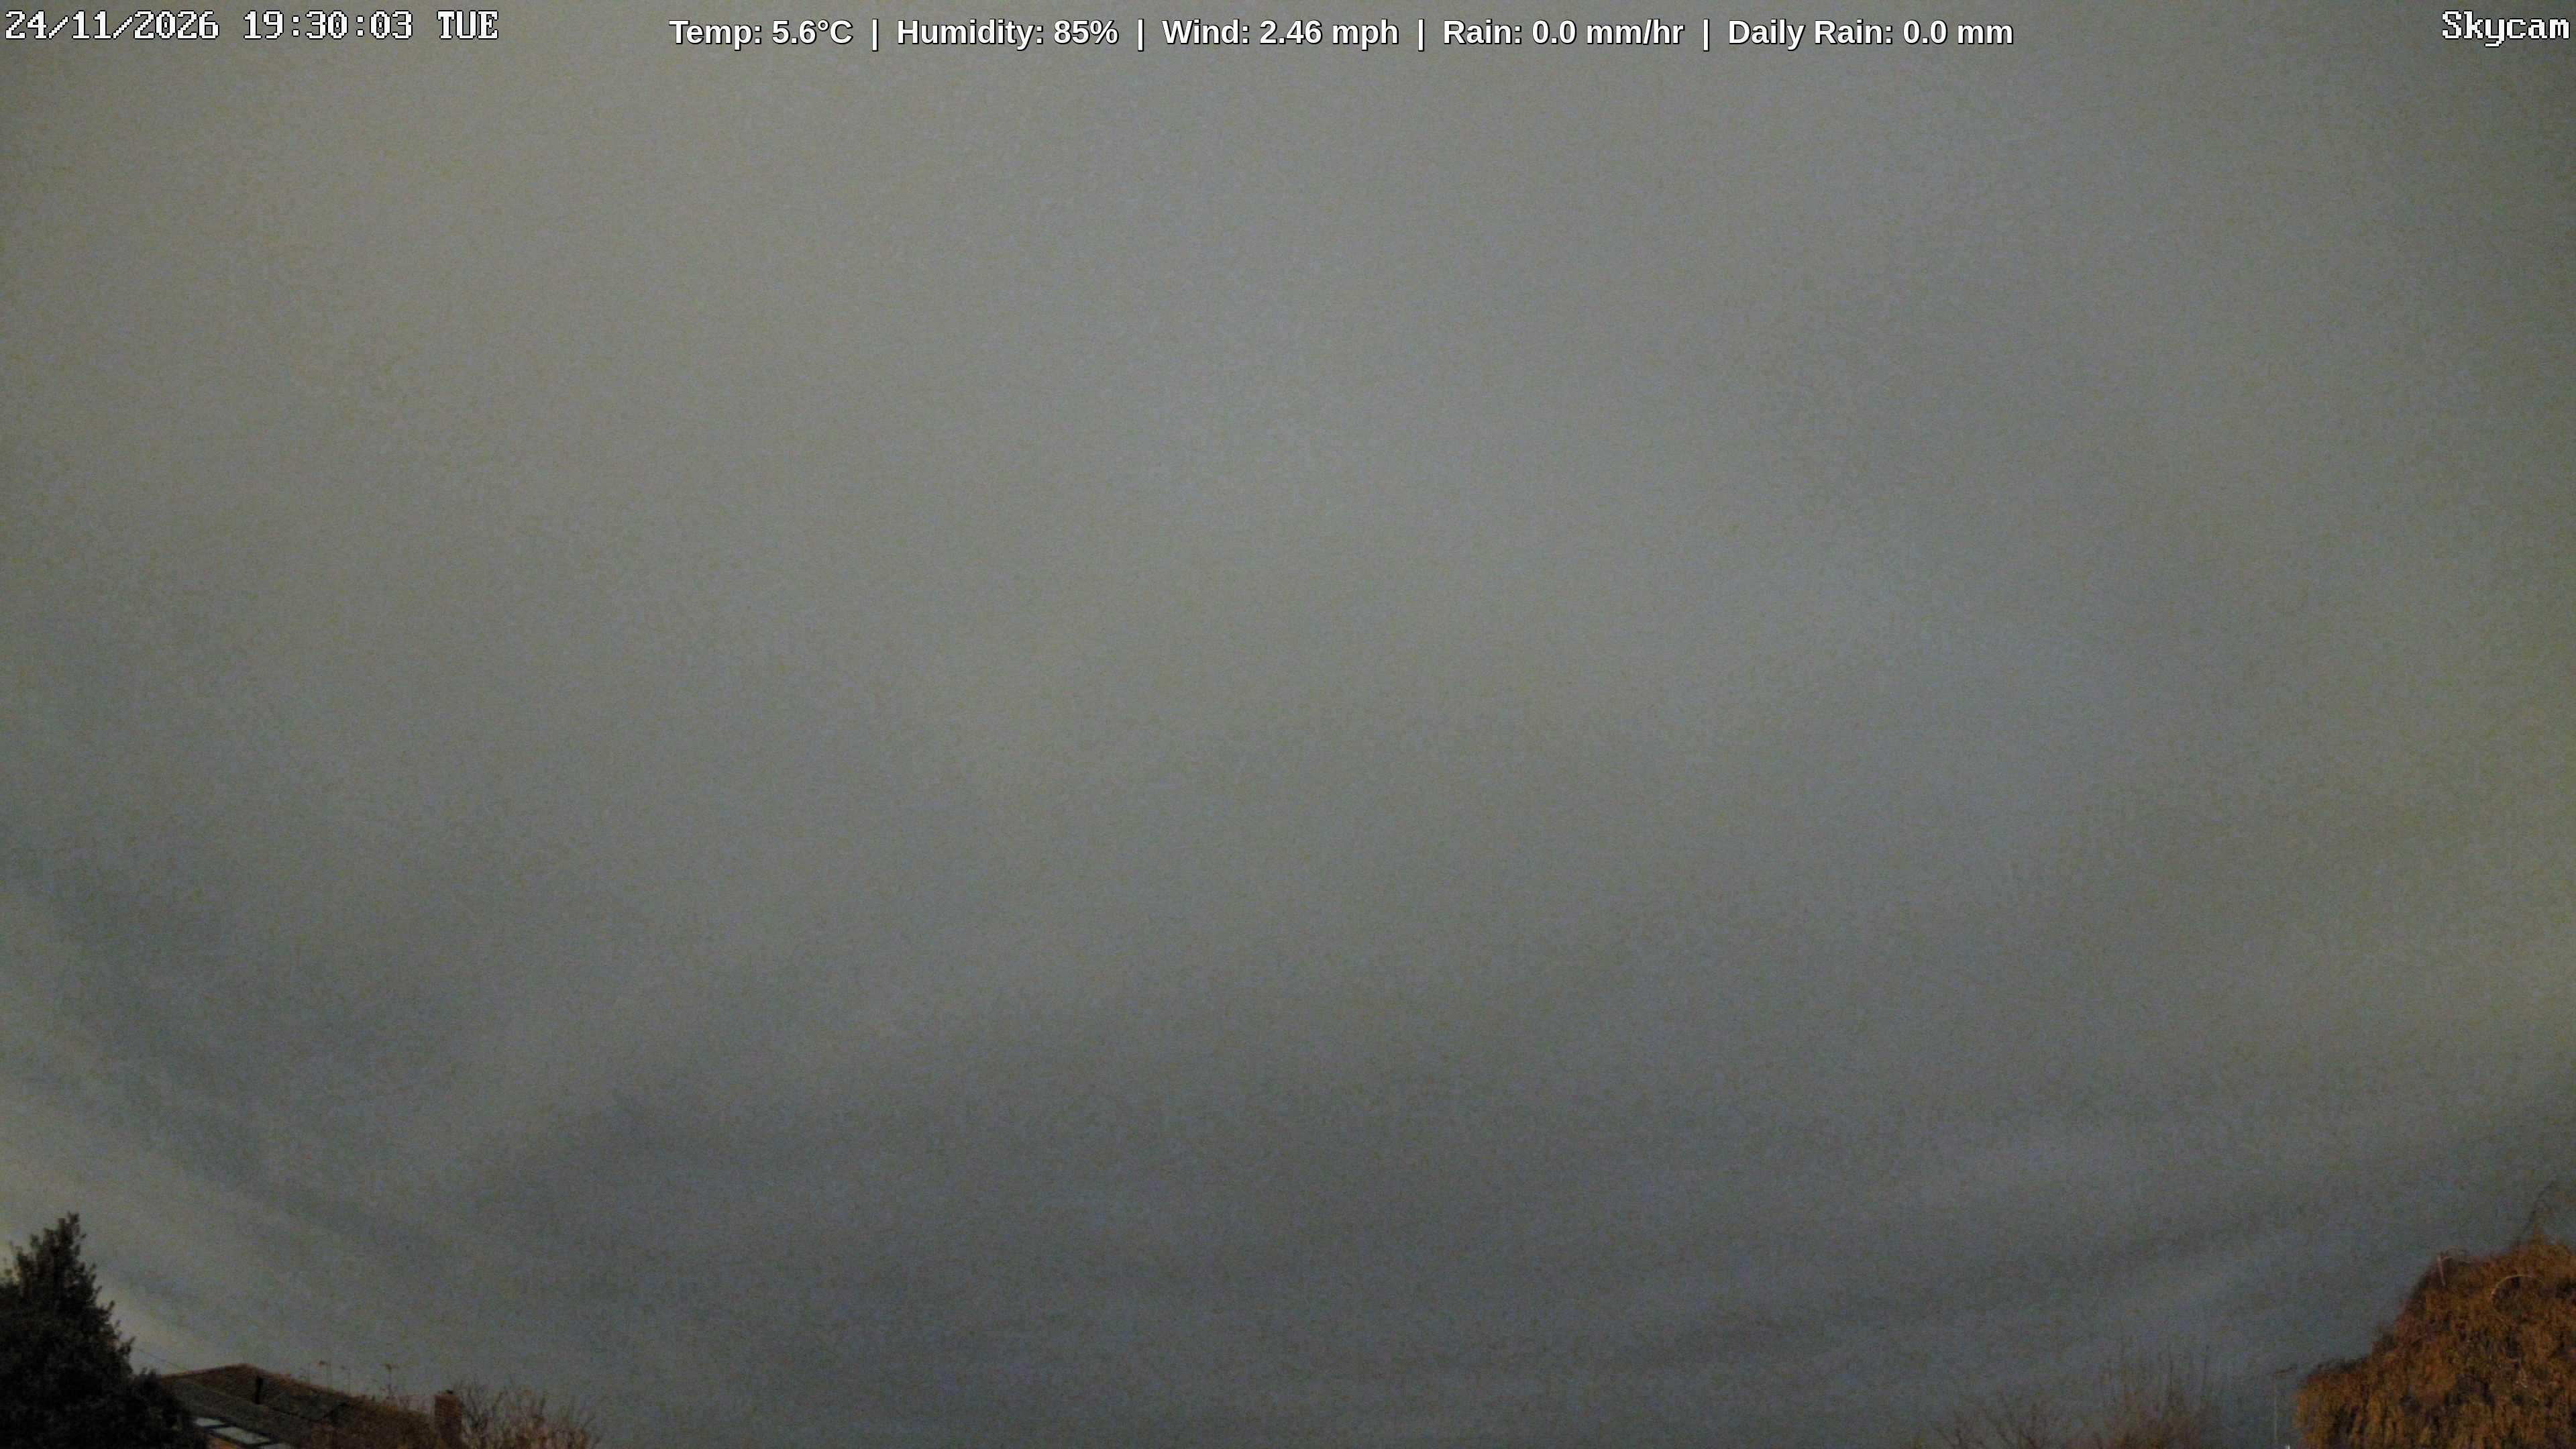 24/11/2026 19:30:03 TUE
Temp: 5.6°C | Humidity: 85% | Wind: 2.46 mph | Rain: 0.0 mm/hr | Daily Rain: 0.0 mm
Skycam